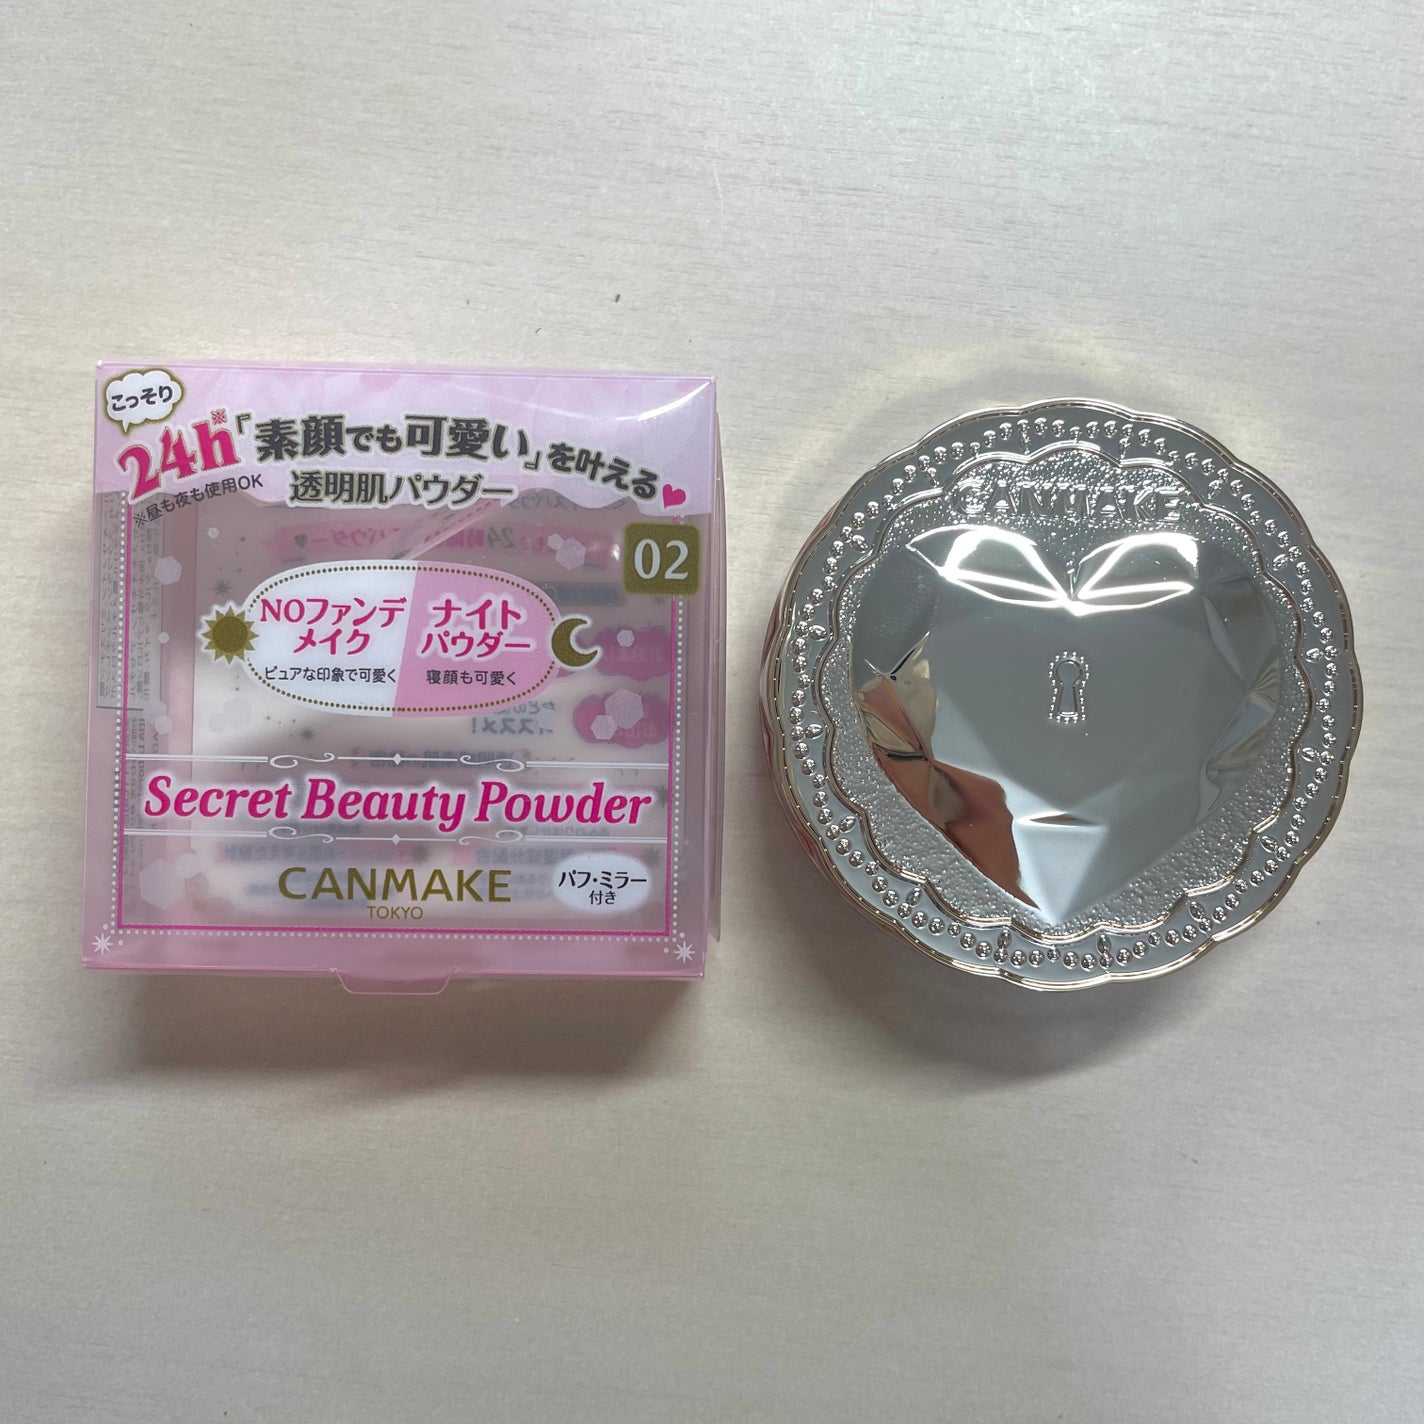 こっそり
24h※「素顔でも可愛い」を叶える
※昼も夜も使用OK
透明肌パウダー
02
NOファンデ
メイク
ピュアな印象で可愛く
ナイト
パウダー
寝顔も可愛く
Secret Beauty Powder
CANMAKE
TOKYO
パフ・ミラー
付き
CANMAKE